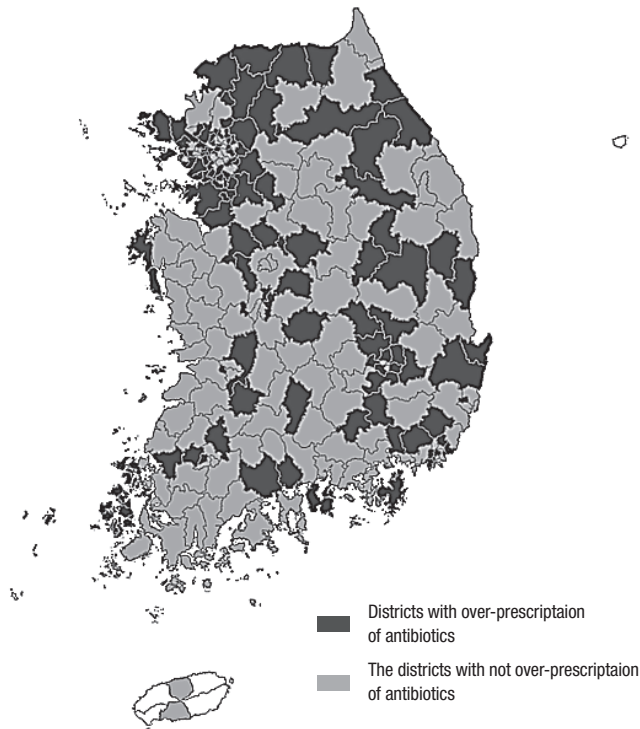 Districts with over-prescriptaion
of antibiotics
The districts with not over-prescriptaion
of antibiotics